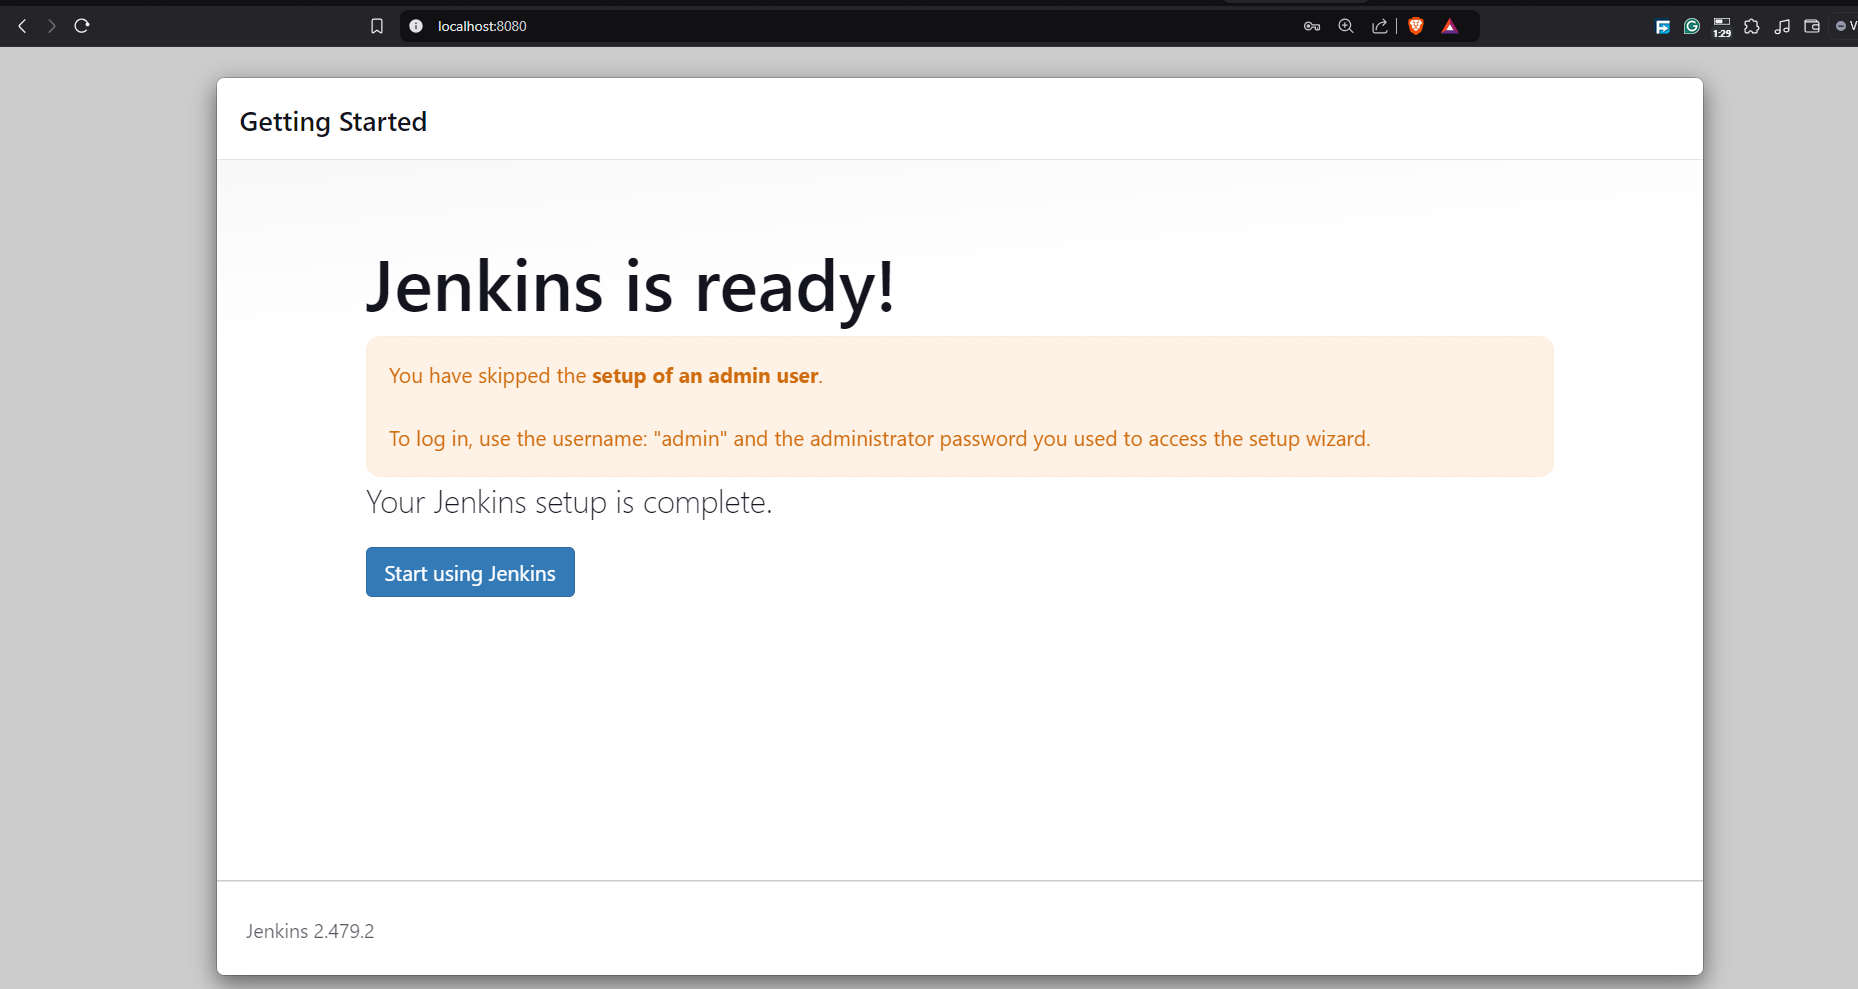 localhost:8080
1:29
V
Getting Started
Jenkins is ready!
You have skipped the setup of an admin user.
To log in, use the username: "admin" and the administrator password you used to access the setup wizard.
Your Jenkins setup is complete.
Start using Jenkins
Jenkins 2.479.2